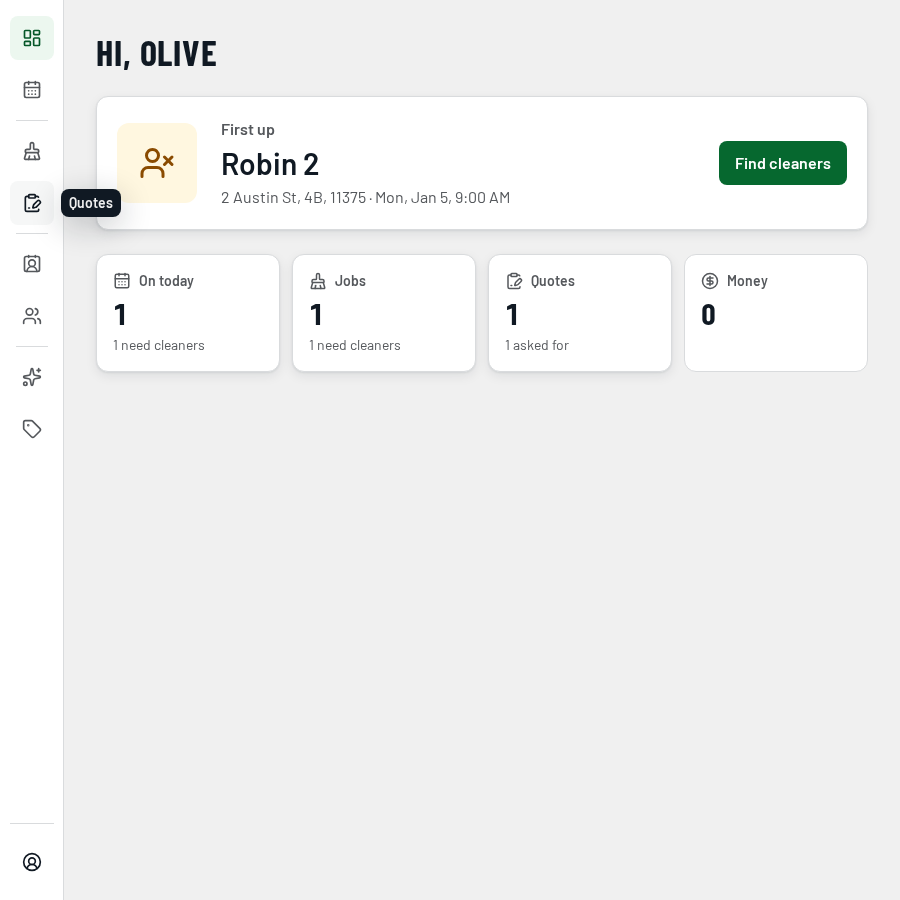 HI, OLIVE
First up
Robin 2
2 Austin St, 4B, 11375 · Mon, Jan 5, 9:00 AM
Find cleaners
Quotes
On today
1
1 need cleaners
Jobs
1
1 need cleaners
Quotes
1
1 asked for
Money
0